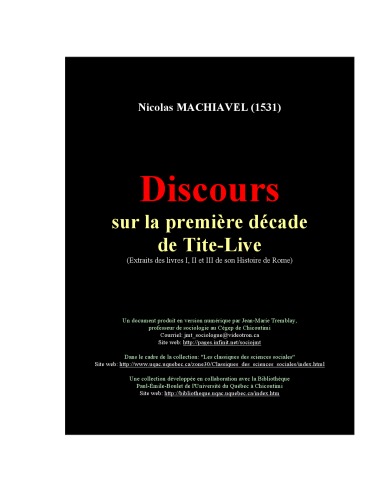 Nicolas MACHIAVEL (1531)
Discours
sur la première décade
de Tite-Live
(Extraits des livres I, II et III de son Histoire de Rome)
Un document produit en version numérique par Jean-Marie Tremblay,
professeur de sociologie au Cégep de Chicoutimi
Courriel: jmt_sociologue@videotron.ca
Site web: http://pages.infinit.net/sociojmt
Dans le cadre de la collection: "Les classiques des sciences sociales"
Site web: http://www.uqac.uquebec.ca/zone30/Classiques_des_sciences_sociales/index.html
Une collection développée en collaboration avec la Bibliothèque
Paul-Émile-Boulet de l'Université du Québec à Chicoutimi
Site web: http://bibliotheque.uqac.uquebec.ca/index.htm